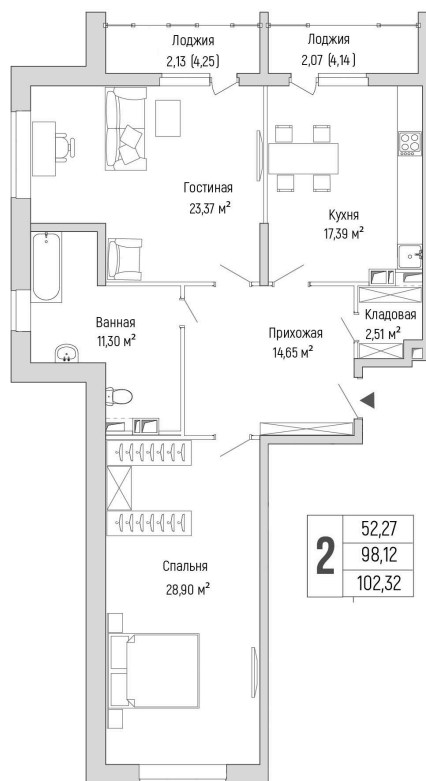 Лоджия
2,13 (4,25)
Лоджия
2,07 (4,14)
Гостиная
23,37 м²
Кухня
17,39 м²
Ванная
11,30 м²
Прихожая
14,65 м²
Кладовая
2,51 м²
Спальня
28,90 м²
2
52,27
98,12
102,32